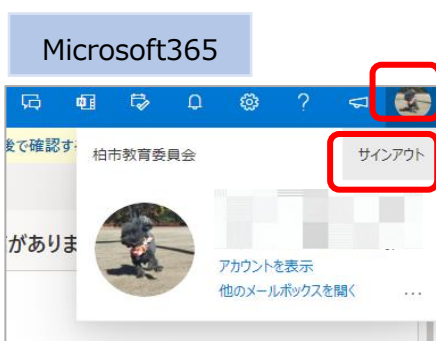 Microsoft365
後で確認す
柏市教育委員会
サインアウト
があります
アカウントを表示
他のメールボックスを開く